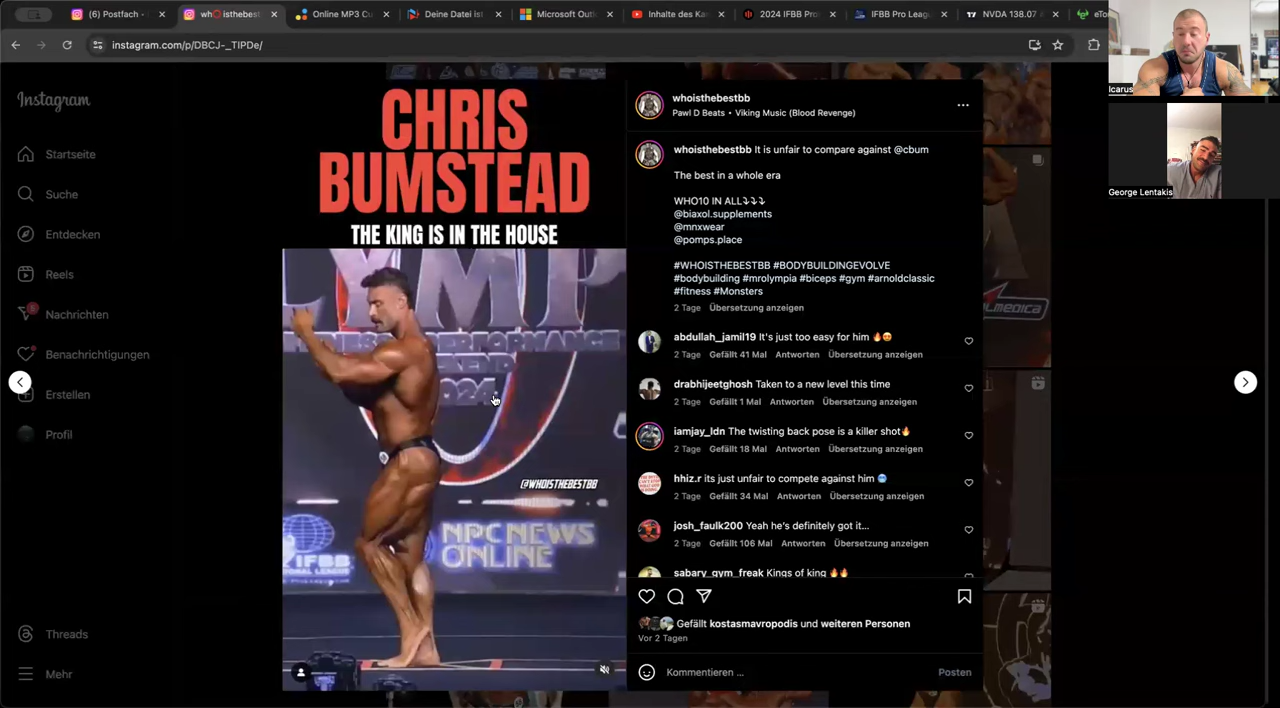 (6) Postfach
isthebest
Online MP3 Cu
Deine Datei ist
Microsoft Out
Inhalte des Ka
2024 IFBB Pro
IFBB Pro Leag
NVDA 138.07
eTo
instagram.com/p/DBCJ-_TIPDe/
Icarus
George Lentakis
Instagram
Startseite
Suche
Entdecken
Reels
5
Nachrichten
Benachrichtigungen
Erstellen
Profil
Threads
Mehr
CHRIS
BUMSTEAD
THE KING IS IN THE HOUSE
LYMP
2024
@WHOISTHEBESTBB
IFBB
NPC NEWS
ONLINE
whoisthebestbb
Pawl D Beats • Viking Music (Blood Revenge)
whoisthebestbb It is unfair to compare against @cbum
The best in a whole era
WHO10 IN ALL⤵⤵⤵
@biaxol.supplements
@mnxwear
@pomps.place
#WHOISTHEBESTBB #BODYBUILDINGEVOLVE
#bodybuilding #mrolympia #biceps #gym #arnoldclassic
#fitness #Monsters
2 Tage Übersetzung anzeigen
abdullah_jamil19 It's just too easy for him 🔥😍
2 Tage Gefällt 41 Mal Antworten Übersetzung anzeigen
drabhijeetghosh Taken to a new level this time
2 Tage Gefällt 1 Mal Antworten Übersetzung anzeigen
iamjay_ldn The twisting back pose is a killer shot🔥
2 Tage Gefällt 18 Mal Antworten Übersetzung anzeigen
hhiz.r its just unfair to compete against him 🥶
2 Tage Gefällt 34 Mal Antworten Übersetzung anzeigen
josh_faulk200 Yeah he's definitely got it...
2 Tage Gefällt 106 Mal Antworten Übersetzung anzeigen
sabary_gym_freak Kings of king 🔥🔥
Gefällt kostasmavropodis und weiteren Personen
Vor 2 Tagen
Kommentieren ...
Posten